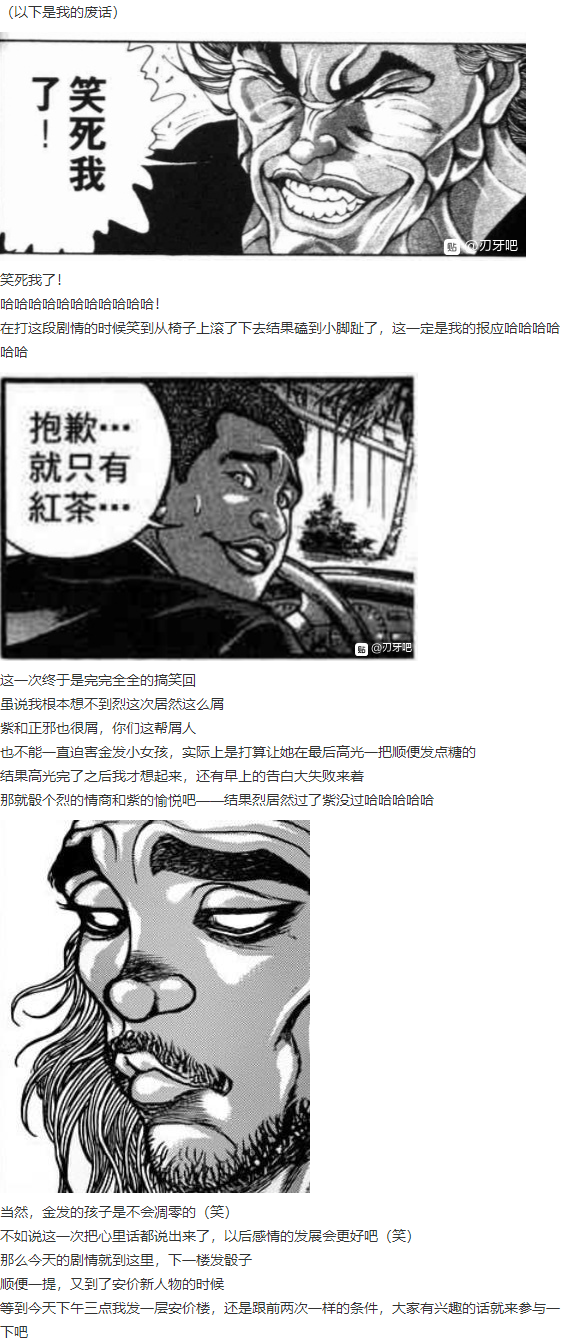 （以下是我的废话）
笑死我
了！
贴 @刃牙吧
笑死我了！
哈哈哈哈哈哈哈哈哈哈哈！
在打这段剧情的时候笑到从椅子上滚了下去结果磕到小脚趾了，这一定是我的报应哈哈哈哈
哈哈
抱歉⋯
就只有
紅茶⋯
贴 @刃牙吧
这一次终于是完完全全的搞笑回
虽说我根本想不到烈这次居然这么屑
紫和正邪也很屑，你们这帮屑人
也不能一直迫害金发小女孩，实际上是打算让她在最后高光一把顺便发点糖的
结果高光完了之后我才想起来，还有早上的告白大失败来着
那就骰个烈的情商和紫的愉悦吧——结果烈居然过了紫没过哈哈哈哈哈
当然，金发的孩子是不会凋零的（笑）
不如说这一次把心里话都说出来了，以后感情的发展会更好吧（笑）
那么今天的剧情就到这里，下一楼发骰子
顺便一提，又到了安价新人物的时候
等到今天下午三点我发一层安价楼，还是跟前两次一样的条件，大家有兴趣的话就来参与一
下吧